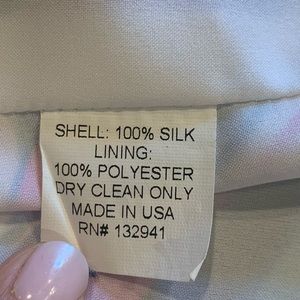 SHELL: 100% SILK
LINING:
100% POLYESTER
DRY CLEAN ONLY
MADE IN USA
RN# 132941